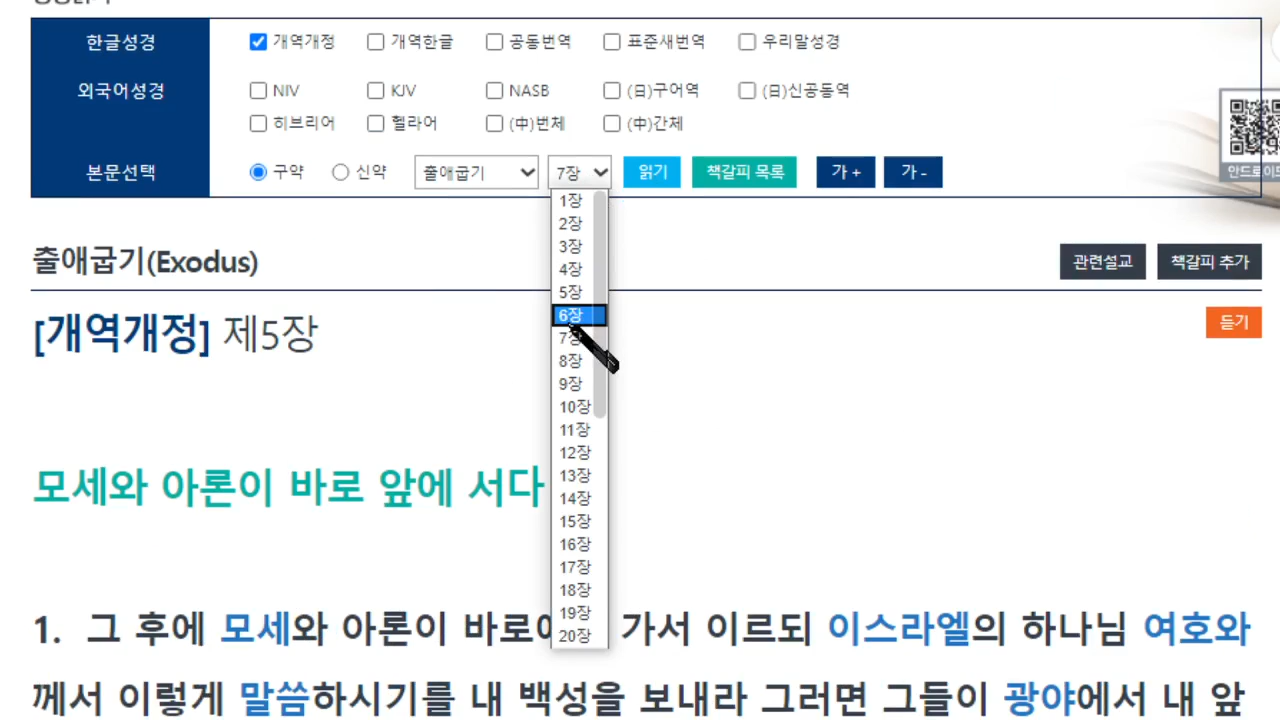 한글성경 개역개정 개역한글 공동번역 표준새번역 우리말성경
외국어성경 NIV KJV NASB (日)구어역 (日)신공동역
히브리어 헬라어 (中)번체 (中)간체
본문선택 구약 신약 출애굽기 7장 읽기 책갈피 목록 가 + 가 -
1장
2장
3장
4장
5장
6장
7장
8장
9장
10장
11장
12장
13장
14장
15장
16장
17장
18장
19장
20장
출애굽기(Exodus) 관련설교 책갈피 추가
[개역개정] 제5장 듣기
모세와 아론이 바로 앞에 서다
1. 그 후에 모세와 아론이 가서 이르되 이스라엘의 하나님 여호와
께서 이렇게 말씀하시기를 내 백성을 보내라 그러면 그들이 광야에서 내 앞